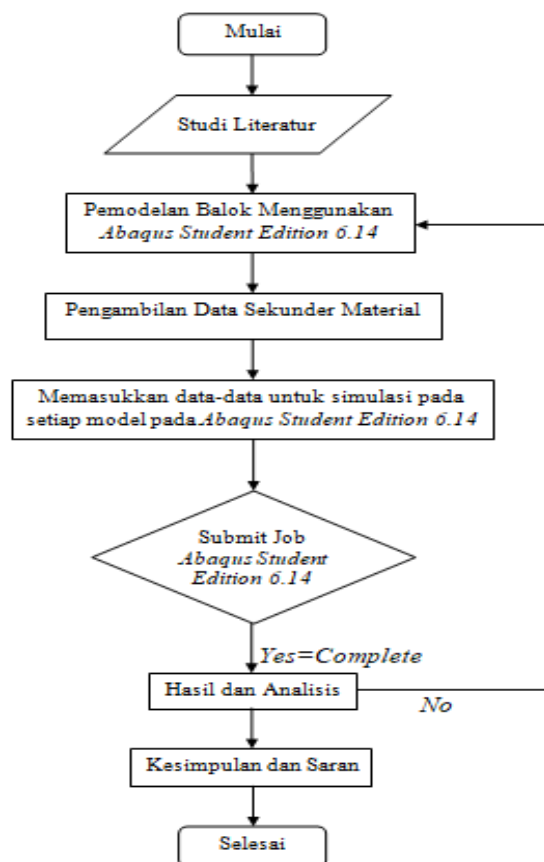 Mulai
Studi Literatur
Pemodelan Balok Menggunakan
Abaqus Student Edition 6.14
Pengambilan Data Sekunder Material
Memasukkan data-data untuk simulasi pada
setiap model pada Abaqus Student Edition 6.14
Submit Job
Abaqus Student
Edition 6.14
Yes=Complete
Hasil dan Analisis
No
Kesimpulan dan Saran
Selesai